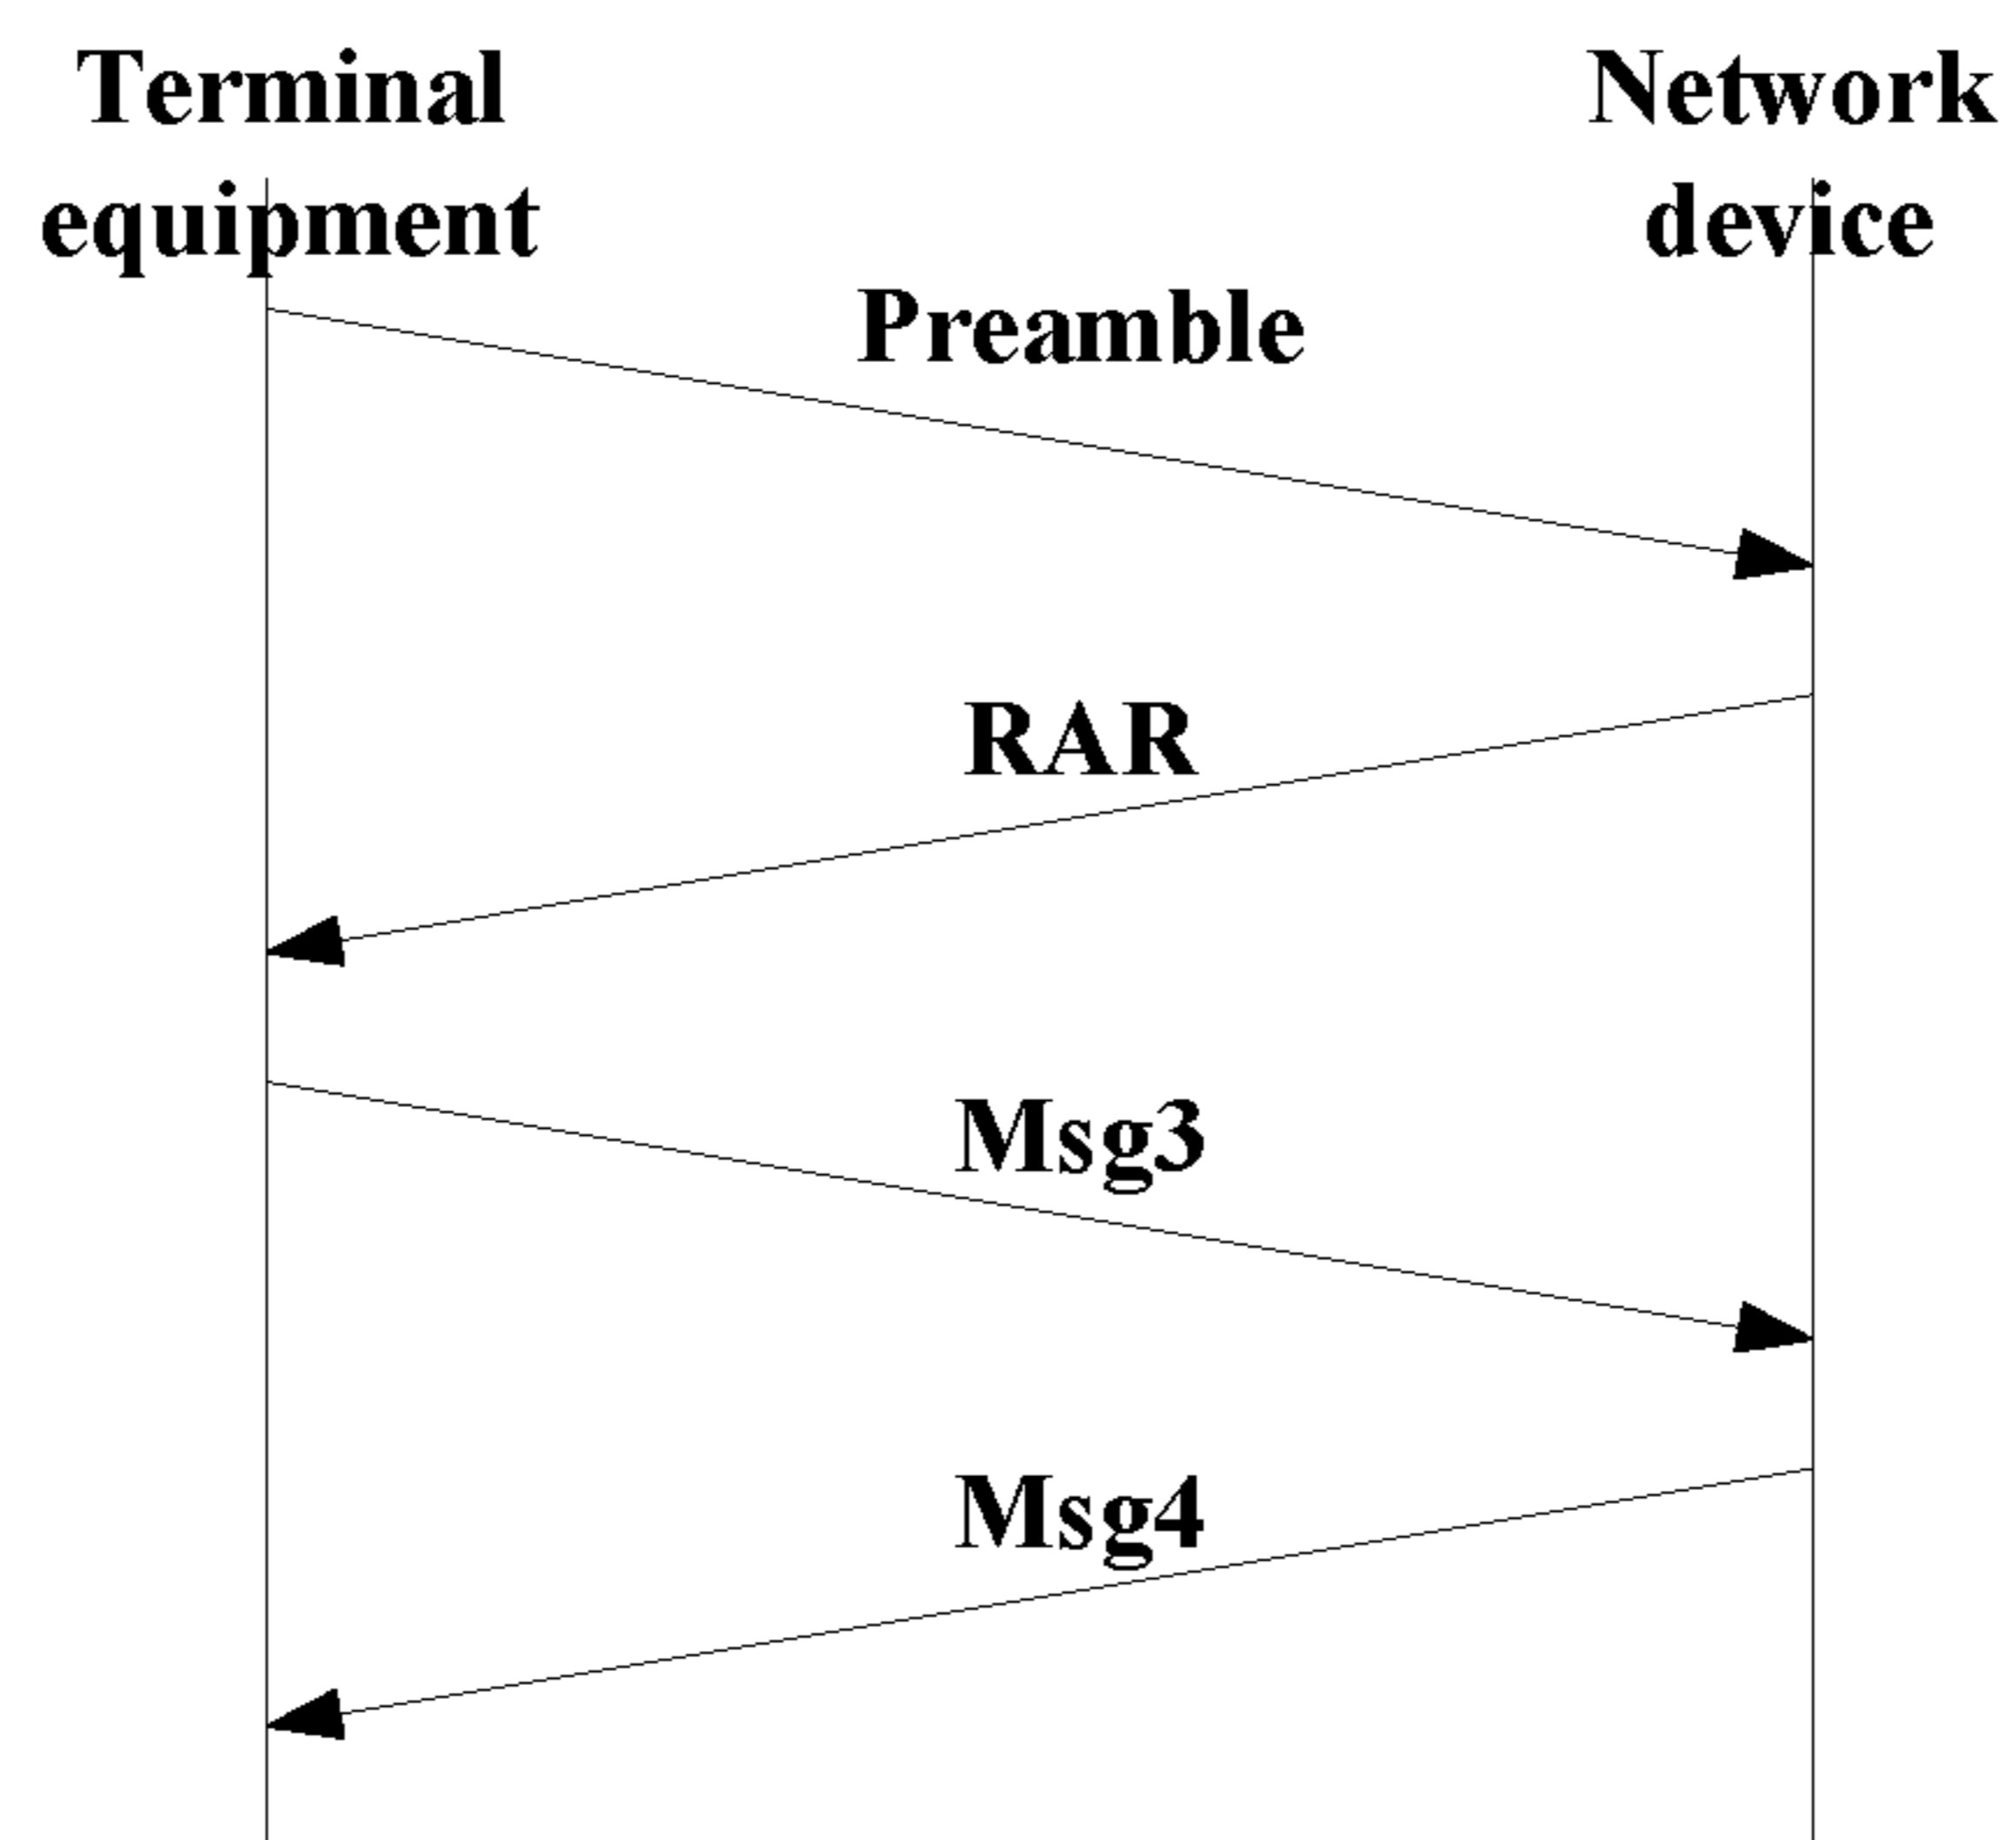 Terminal
equipment
Network
device
Preamble
RAR
Msg3
Msg4